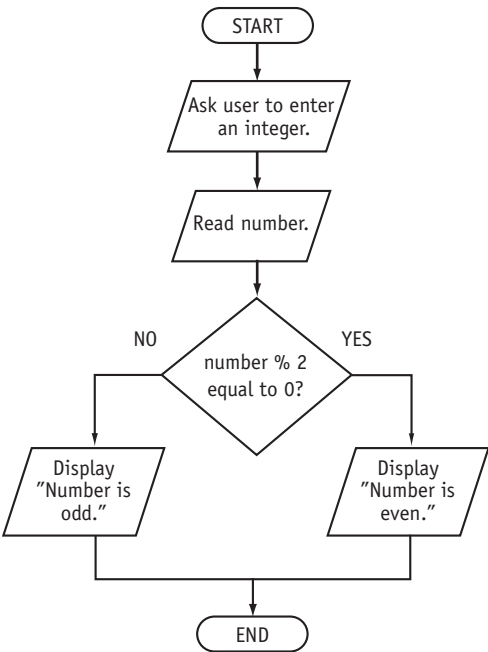 START
Ask user to enter
an integer.
Read number.
NO
YES
number % 2
equal to 0?
Display
"Number is
odd."
Display
"Number is
even."
END